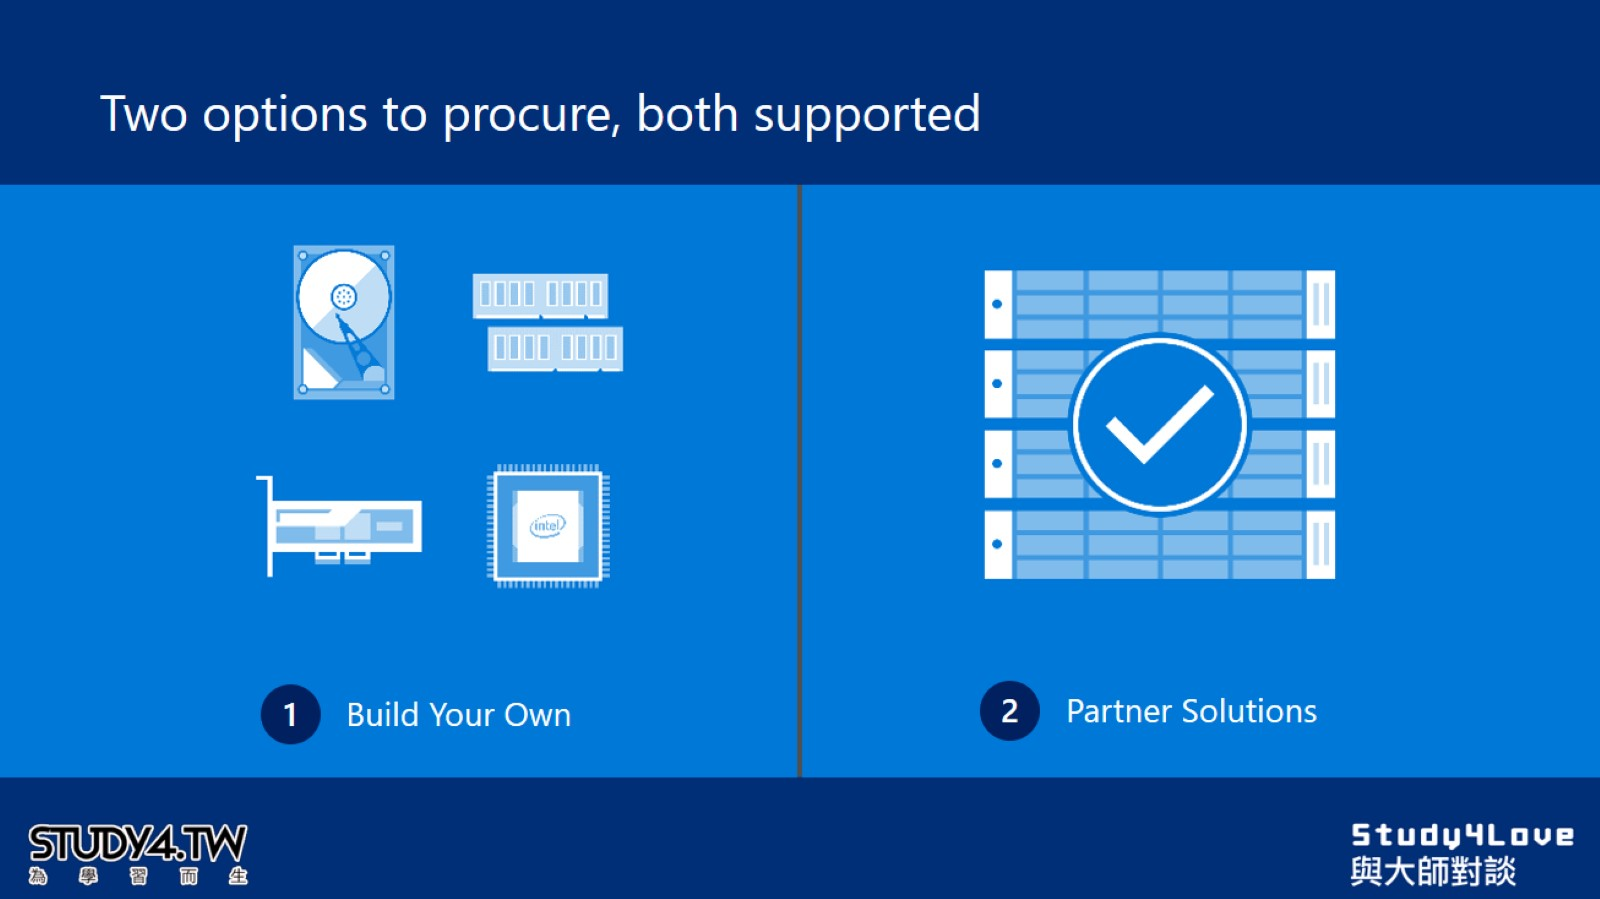 Two options to procure, both supported
intel
1 Build Your Own
2 Partner Solutions
STUDY4.TW
為學習而生
Study4Love
與大師對談